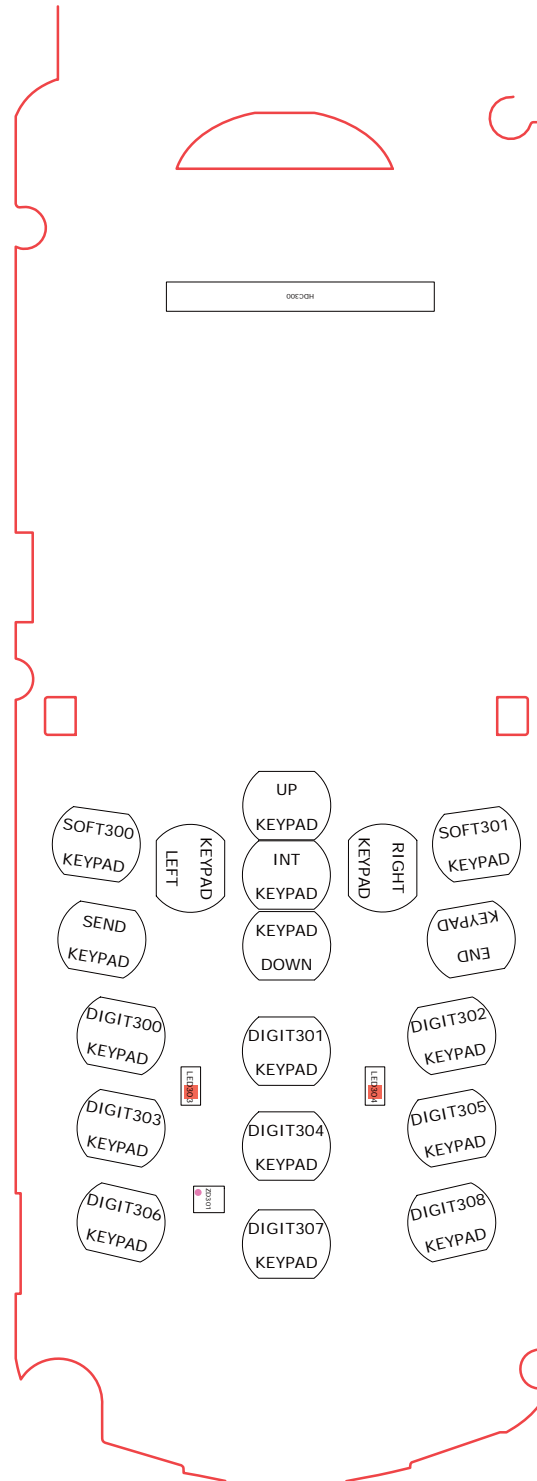 HDC300
UP
KEYPAD
SOFT300
KEYPAD
KEYPAD
LEFT
INT
KEYPAD
RIGHT
KEYPAD
SOFT301
KEYPAD
SEND
KEYPAD
KEYPAD
DOWN
KEYPAD
END
DIGIT300
KEYPAD
DIGIT301
KEYPAD
DIGIT302
KEYPAD
LED303
LED304
DIGIT303
KEYPAD
DIGIT304
KEYPAD
DIGIT305
KEYPAD
Z0301
DIGIT306
KEYPAD
DIGIT307
KEYPAD
DIGIT308
KEYPAD